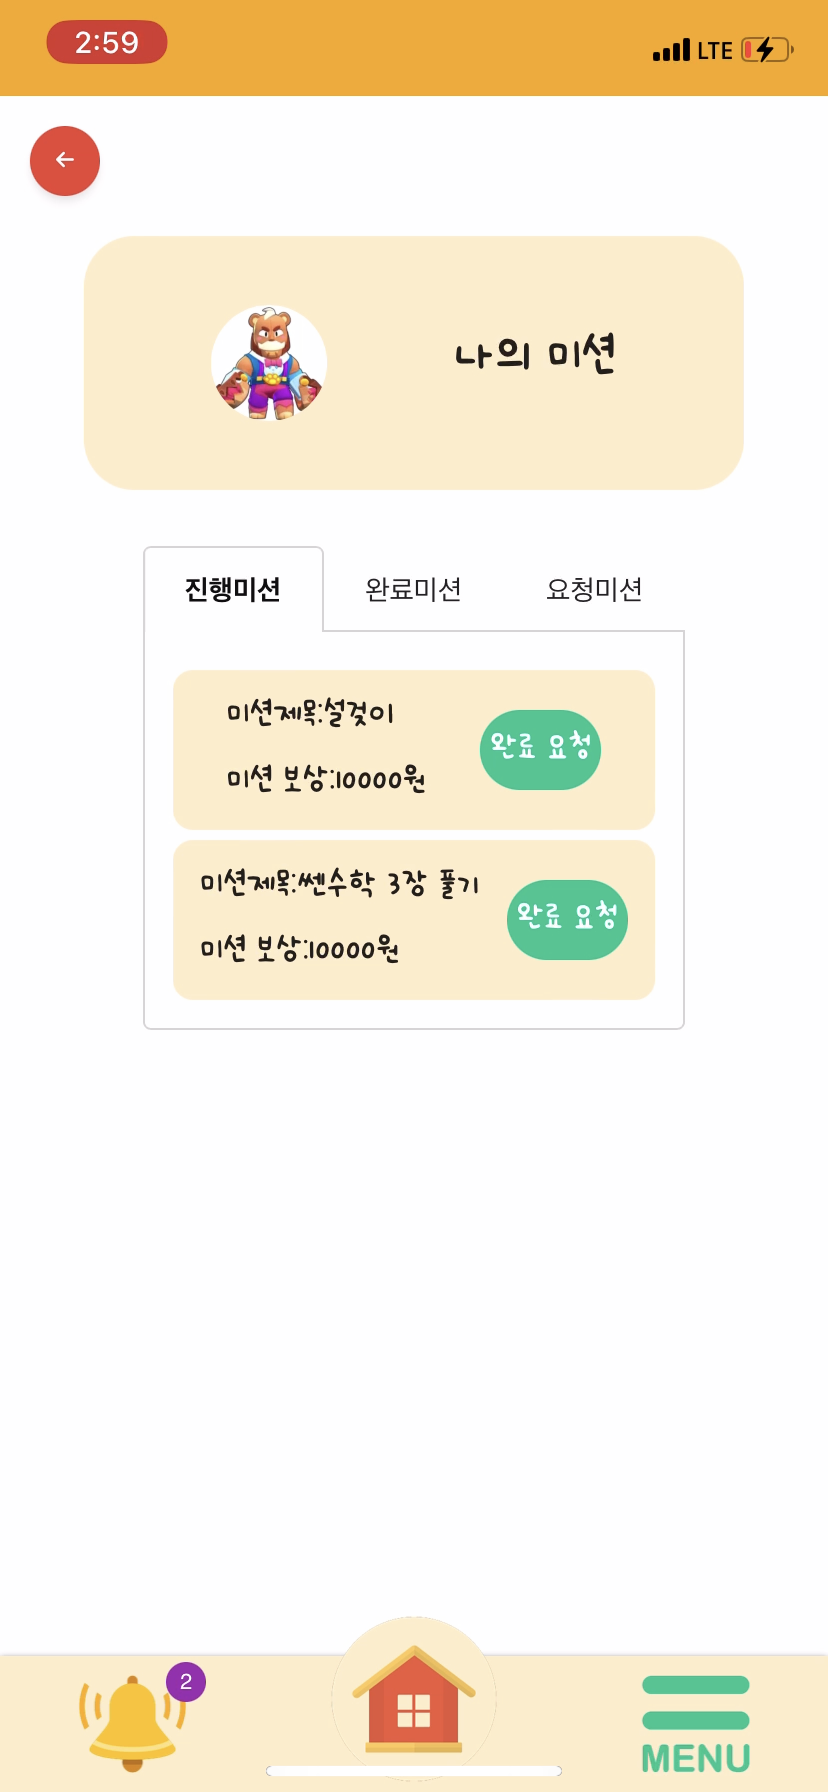 2:59
LTE
나의 미션
진행미션 완료미션 요청미션
미션제목:설겆이
미션 보상:10000원
완료 요청
미션제목:쎈수학 3장 풀기
미션 보상:10000원
완료 요청
2
MENU